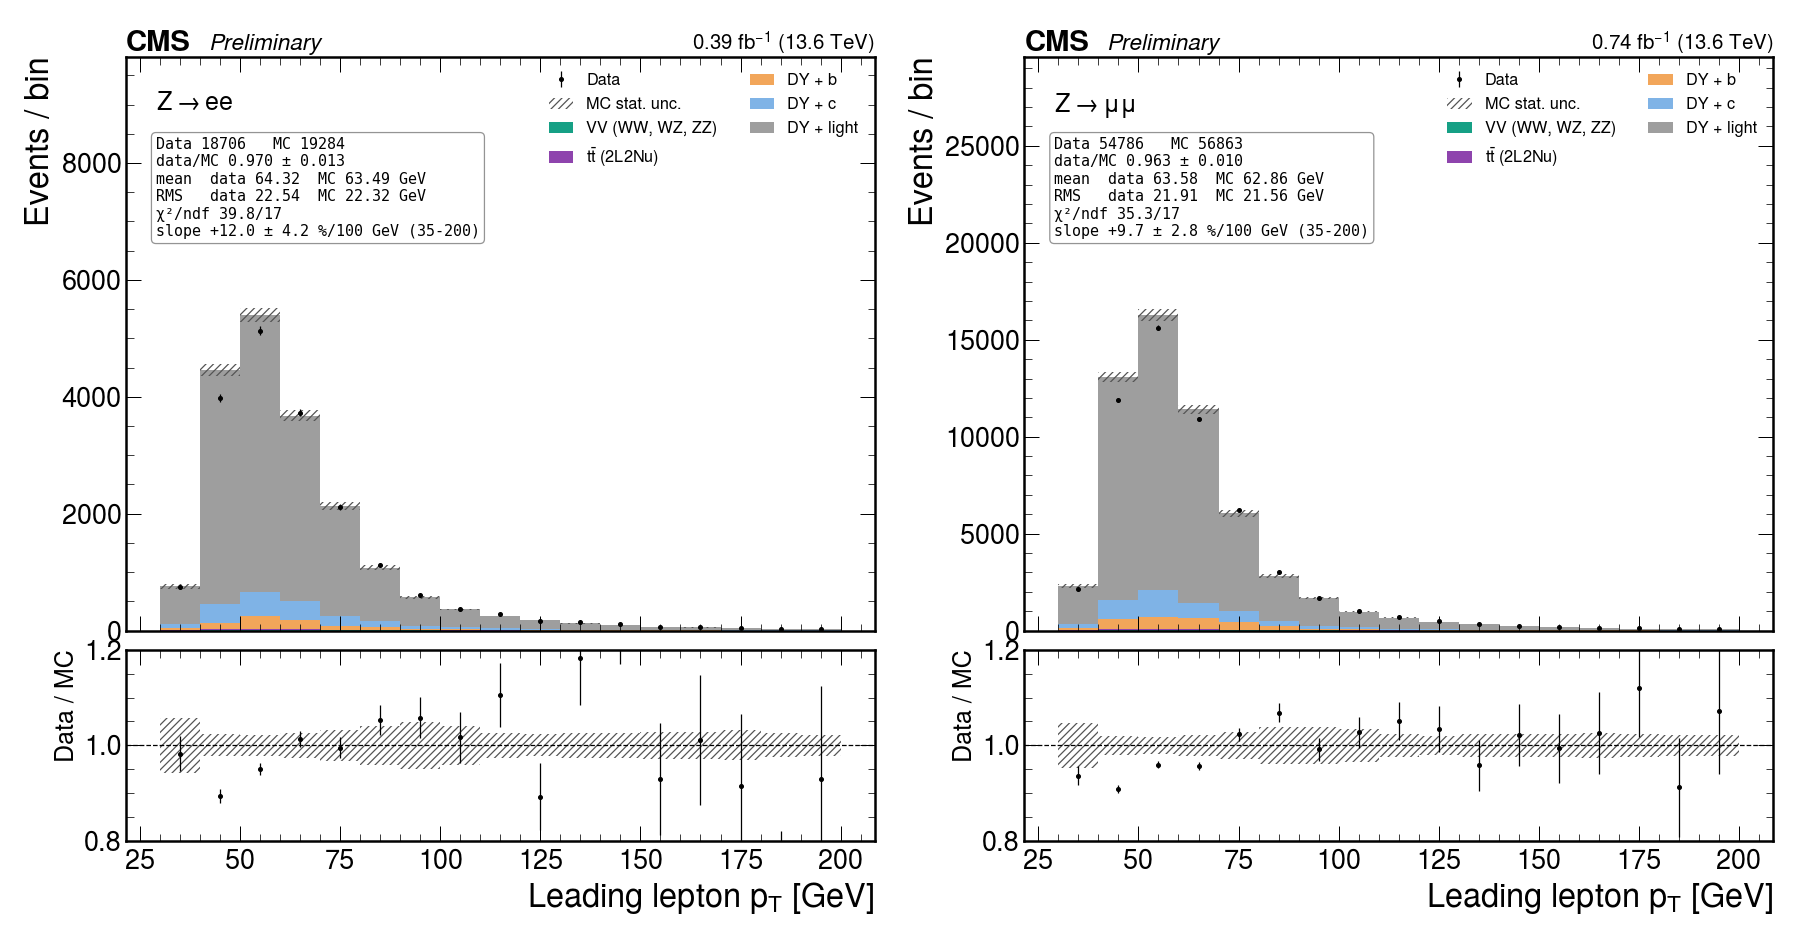 CMS Preliminary 0.39 fb⁻¹ (13.6 TeV)
Events / bin
Z → ee
Data
MC stat. unc.
VV (WW, WZ, ZZ)
tt̄ (2L2Nu)
DY + b
DY + c
DY + light
Data 18706   MC 19284
data/MC 0.970 ± 0.013
mean  data 64.32  MC 63.49 GeV
RMS   data 22.54  MC 22.32 GeV
χ²/ndf 39.8/17
slope +12.0 ± 4.2 %/100 GeV (35-200)
8000
6000
4000
2000
0
Data / MC
1.2
1.0
0.8
25 50 75 100 125 150 175 200
Leading lepton p_T [GeV]
CMS Preliminary 0.74 fb⁻¹ (13.6 TeV)
Events / bin
Z → μμ
Data
MC stat. unc.
VV (WW, WZ, ZZ)
tt̄ (2L2Nu)
DY + b
DY + c
DY + light
Data 54786   MC 56863
data/MC 0.963 ± 0.010
mean  data 63.58  MC 62.86 GeV
RMS   data 21.91  MC 21.56 GeV
χ²/ndf 35.3/17
slope +9.7 ± 2.8 %/100 GeV (35-200)
25000
20000
15000
10000
5000
0
Data / MC
1.2
1.0
0.8
25 50 75 100 125 150 175 200
Leading lepton p_T [GeV]